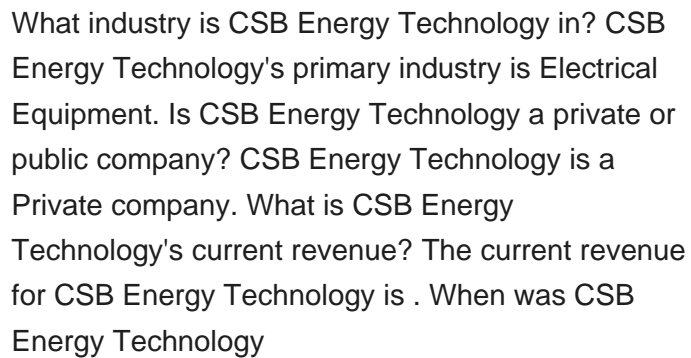 What industry is CSB Energy Technology in? CSB
Energy Technology's primary industry is Electrical
Equipment. Is CSB Energy Technology a private or
public company? CSB Energy Technology is a
Private company. What is CSB Energy
Technology's current revenue? The current revenue
for CSB Energy Technology is . When was CSB
Energy Technology